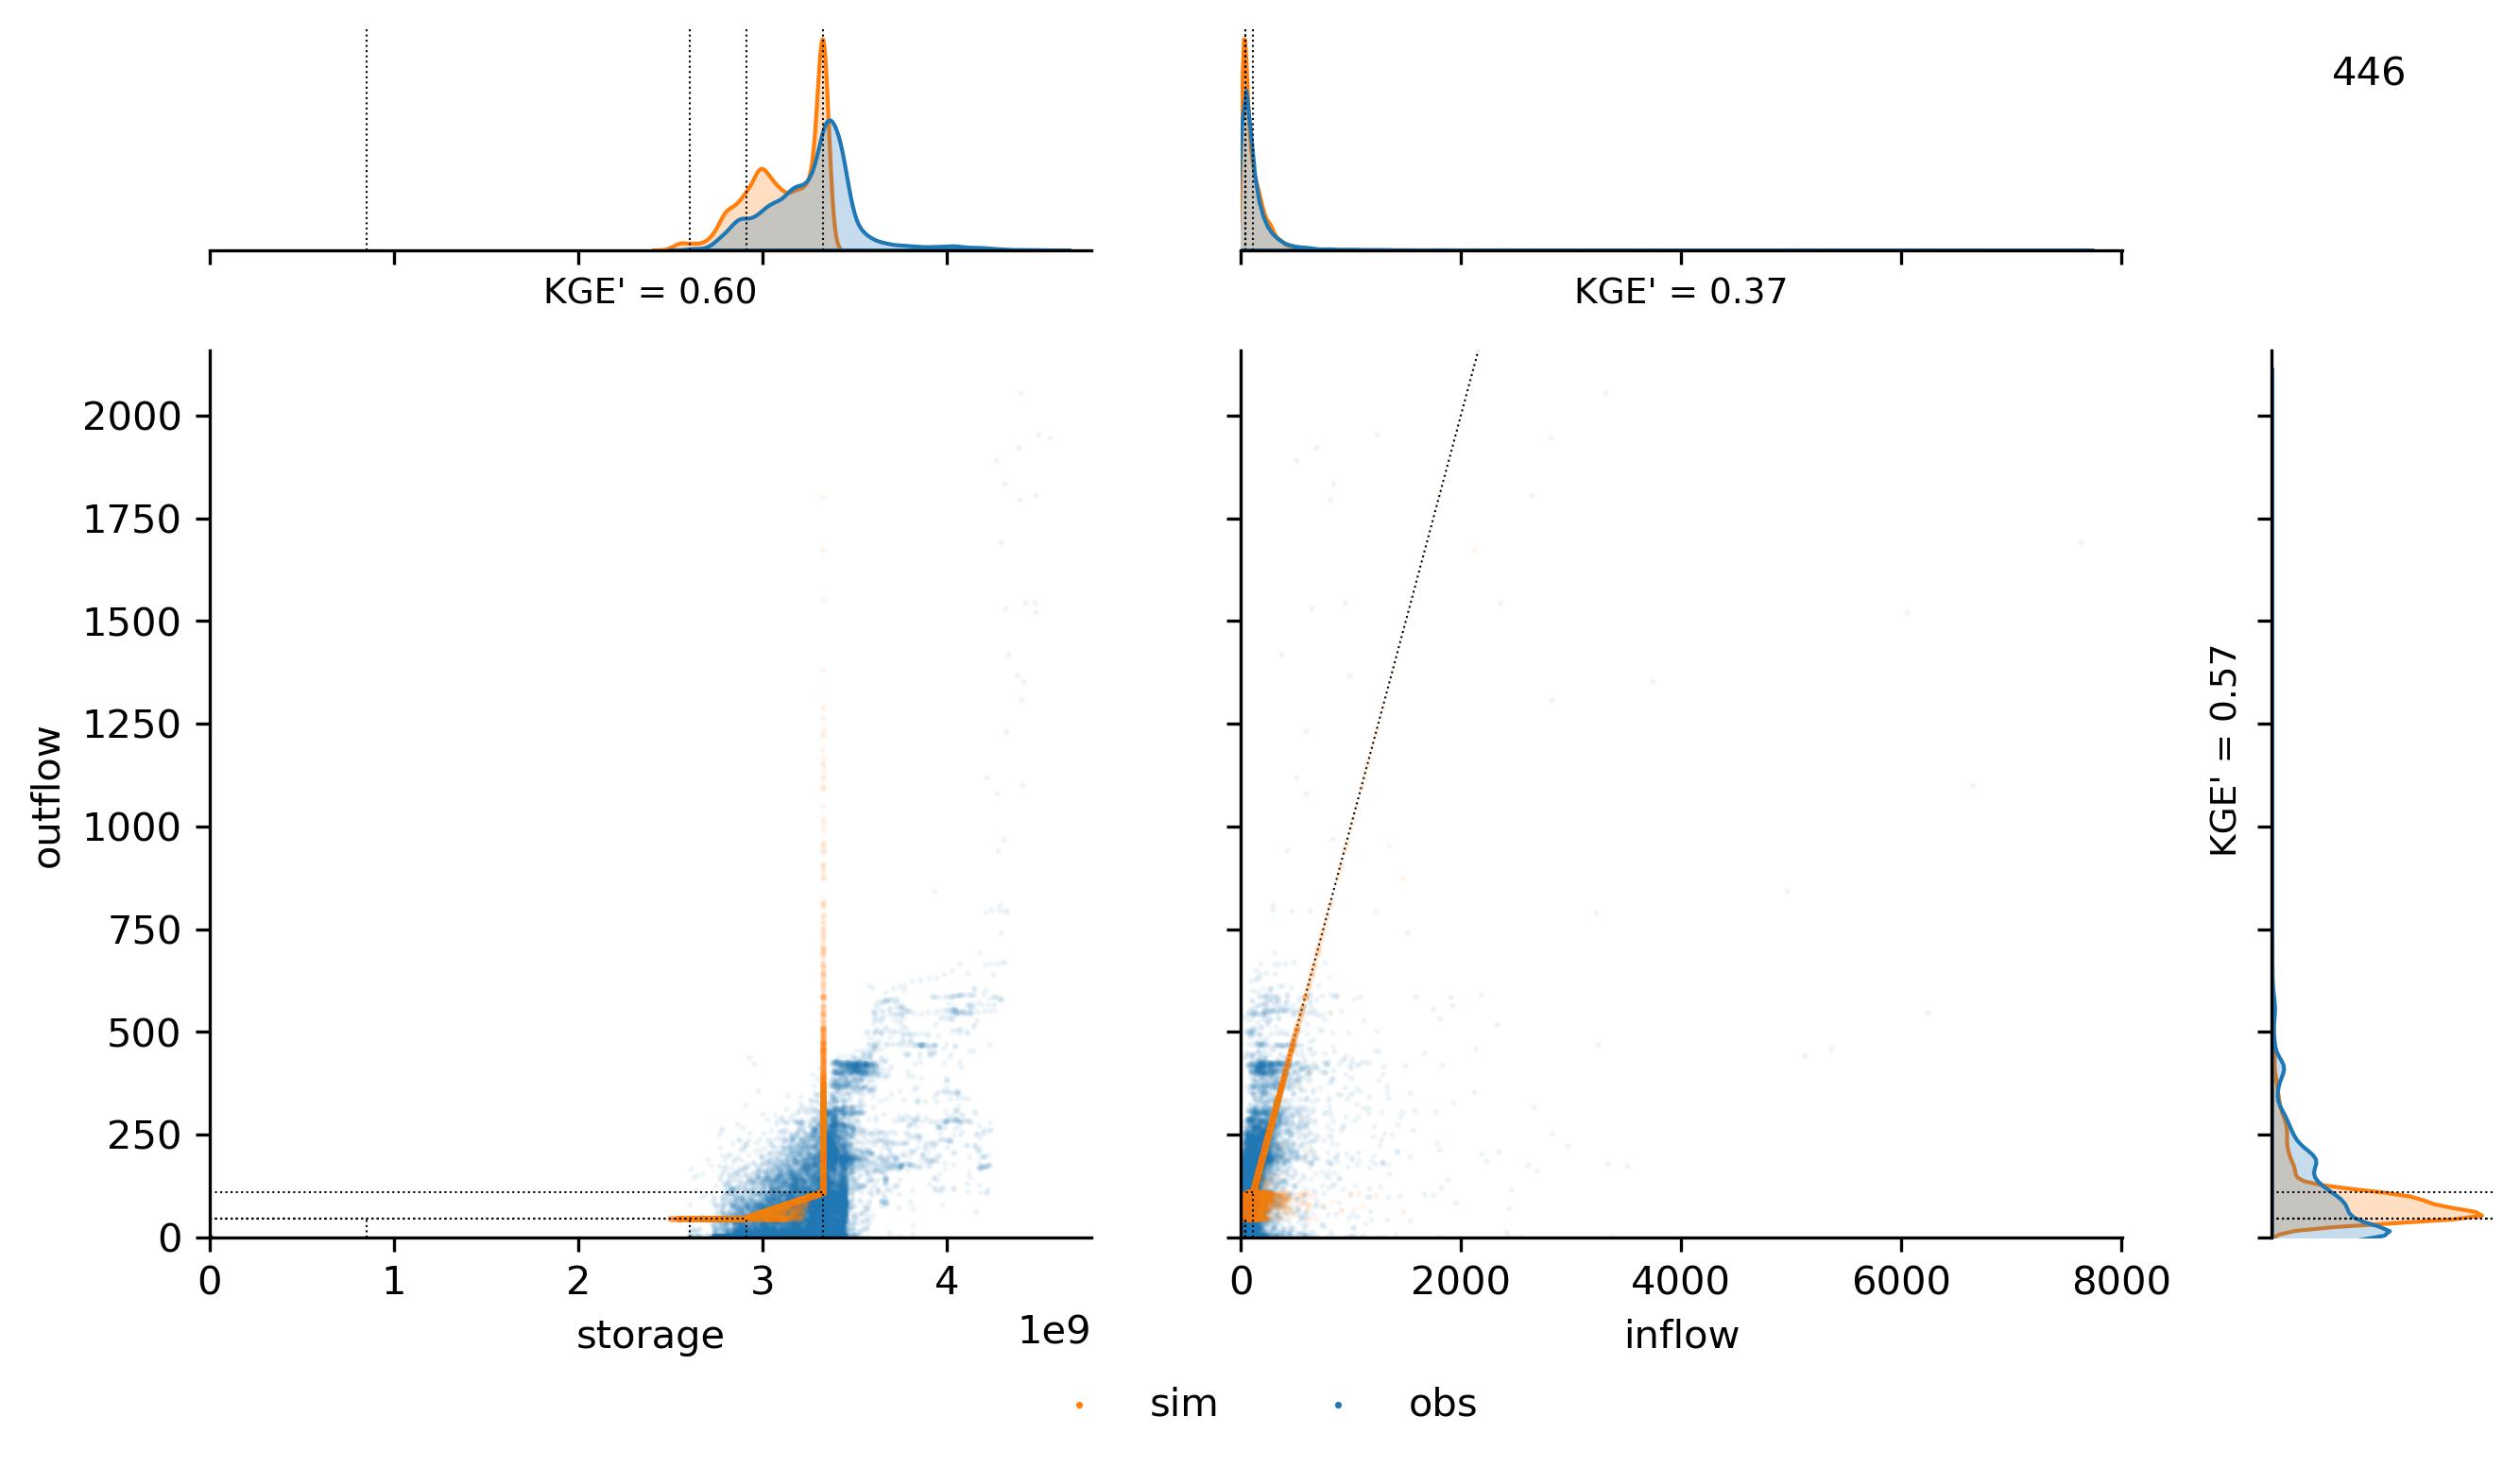 446
KGE' = 0.60
KGE' = 0.37
outflow
2000
1750
1500
1250
1000
750
500
250
0
KGE' = 0.57
0 1 2 3 4
0 2000 4000 6000 8000
storage
1e9
inflow
sim
obs